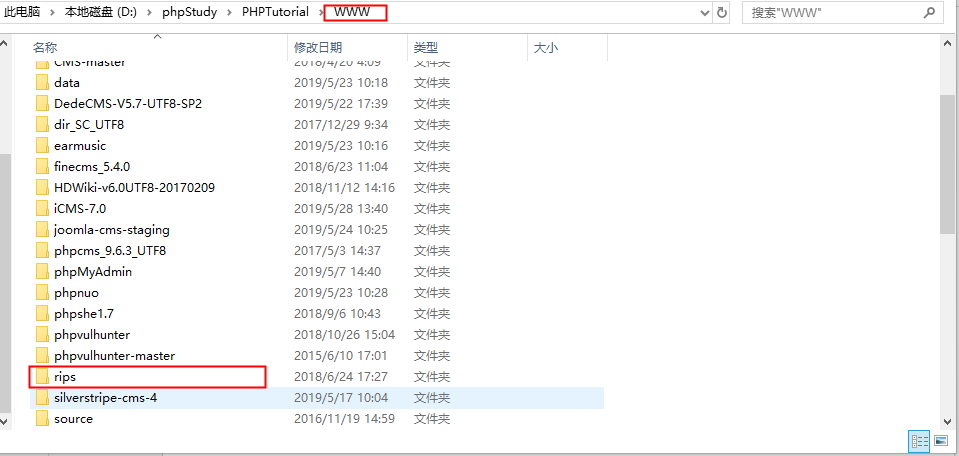 此电脑 > 本地磁盘 (D:) > phpStudy > PHPTutorial > WWW 搜索"WWW"
名称 修改日期 类型 大小
CMS-master 2018/4/20 4:09 文件夹
data 2019/5/23 10:18 文件夹
DedeCMS-V5.7-UTF8-SP2 2019/5/22 17:39 文件夹
dir_SC_UTF8 2017/12/29 9:34 文件夹
earmusic 2019/5/23 10:16 文件夹
finecms_5.4.0 2018/6/23 11:04 文件夹
HDWiki-v6.0UTF8-20170209 2018/11/12 14:16 文件夹
iCMS-7.0 2019/5/28 13:40 文件夹
joomla-cms-staging 2019/5/24 10:25 文件夹
phpcms_9.6.3_UTF8 2017/5/3 14:37 文件夹
phpMyAdmin 2019/5/7 14:40 文件夹
phpnuo 2019/5/23 10:28 文件夹
phpshe1.7 2018/9/6 10:43 文件夹
phpvulhunter 2018/10/26 15:04 文件夹
phpvulhunter-master 2015/6/10 17:01 文件夹
rips 2018/6/24 17:27 文件夹
silverstripe-cms-4 2019/5/17 10:04 文件夹
source 2016/11/19 14:59 文件夹